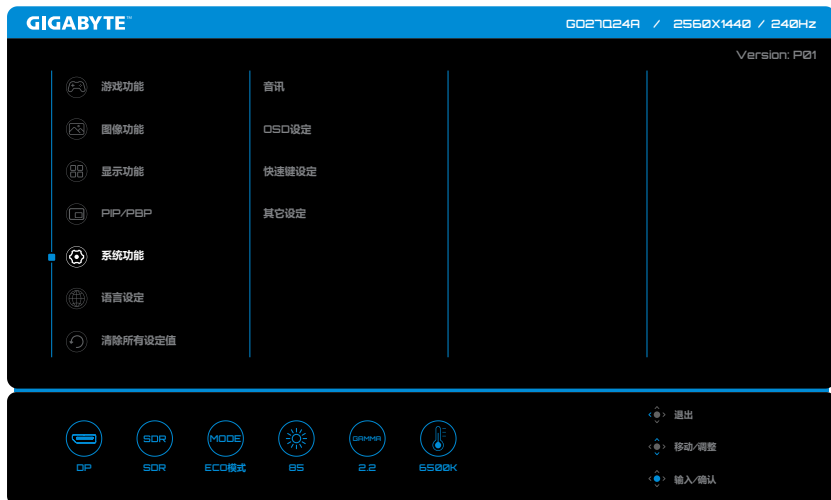 GIGABYTE™
GO27Q24A / 2560X1440 / 240Hz
Version: P01
游戏功能
音讯
图像功能
OSD设定
显示功能
快速键设定
PIP/PBP
其它设定
系统功能
语言设定
清除所有设定值
退出
移动/调整
输入/确认
SDR
MODE
GAMMA
DP
SDR
ECO模式
85
2.2
6500K